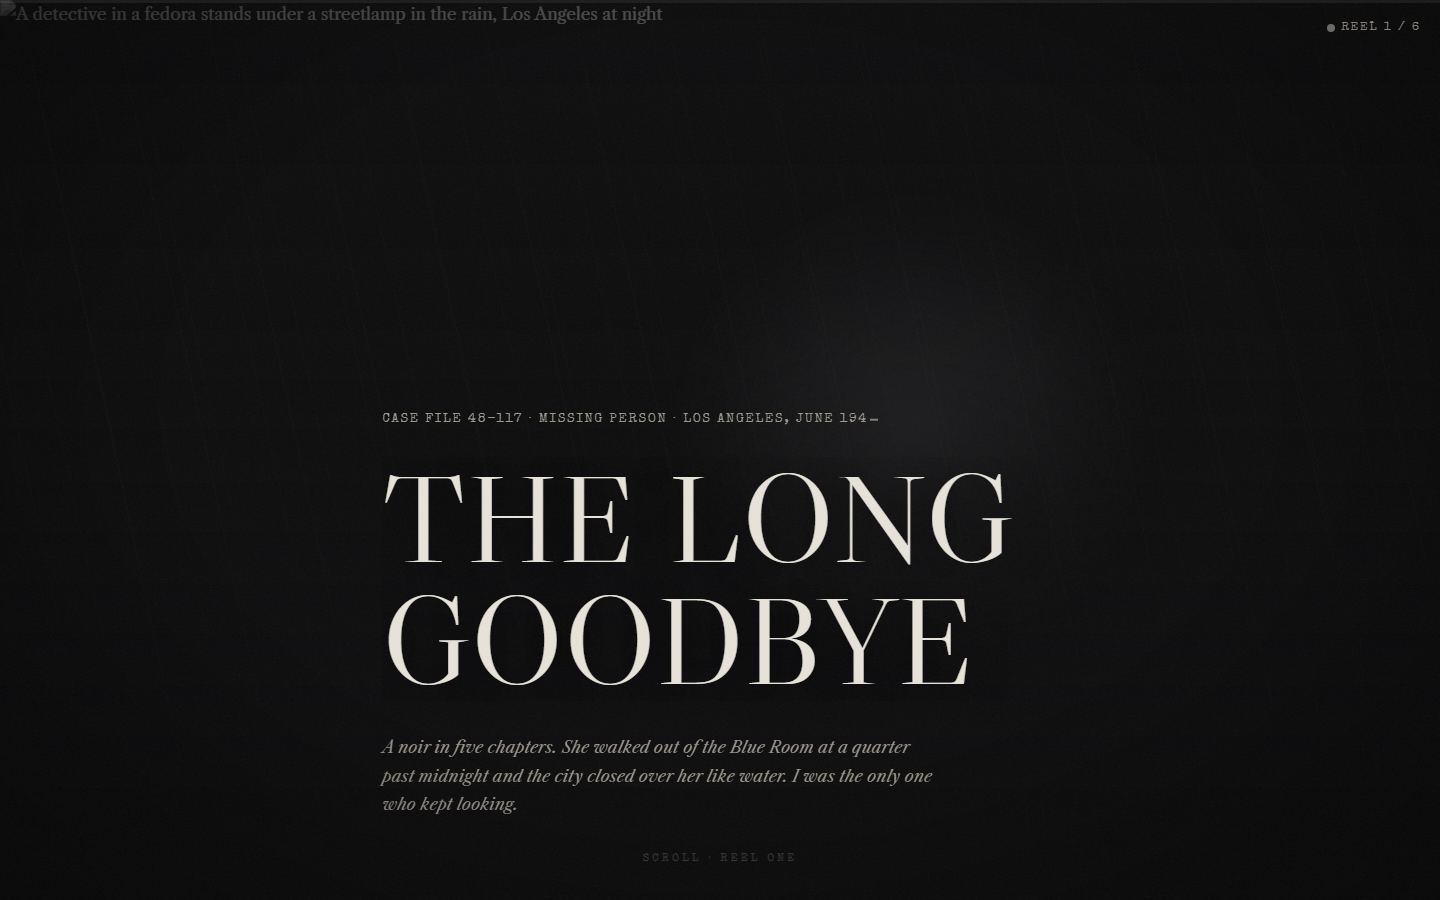 A detective in a fedora stands under a streetlamp in the rain, Los Angeles at night
REEL 1 / 6
CASE FILE 48-117 · MISSING PERSON · LOS ANGELES, JUNE 194—
THE LONG
GOODBYE
A noir in five chapters. She walked out of the Blue Room at a quarter
past midnight and the city closed over her like water. I was the only one
who kept looking.
SCROLL · REEL ONE